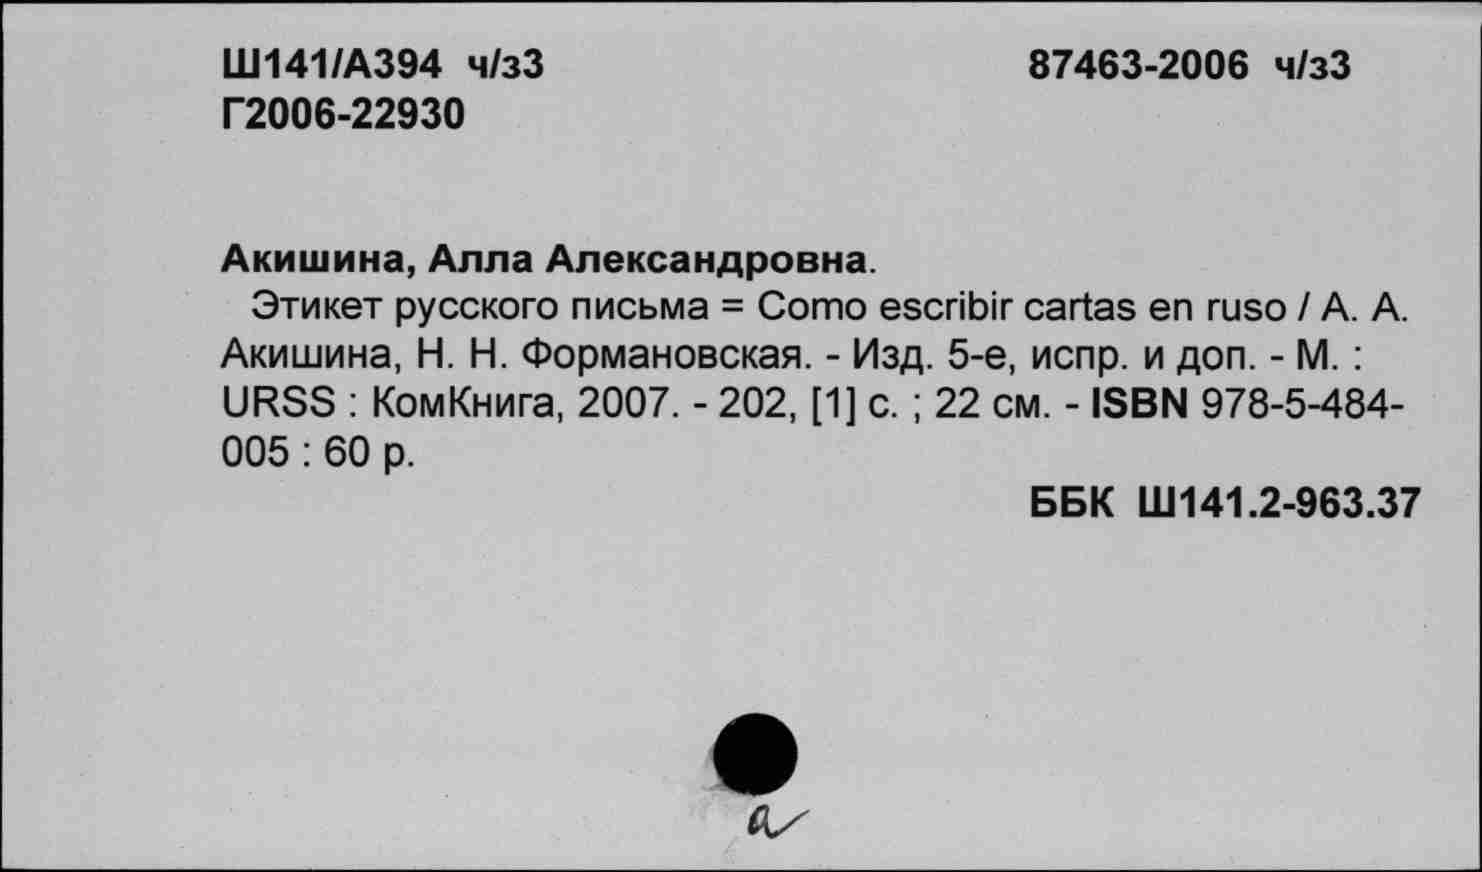 Ш141/А394 ч/з3 87463-2006 ч/з3
Г2006-22930
Акишина, Алла Александровна.
Этикет русского письма = Como escribir cartas en ruso / А. А.
Акишина, Н. Н. Формановская. - Изд. 5-е, испр. и доп. - М. :
URSS : КомКнига, 2007. - 202, [1] с. ; 22 см. - ISBN 978-5-484-
005 : 60 р.
ББК Ш141.2-963.37
а